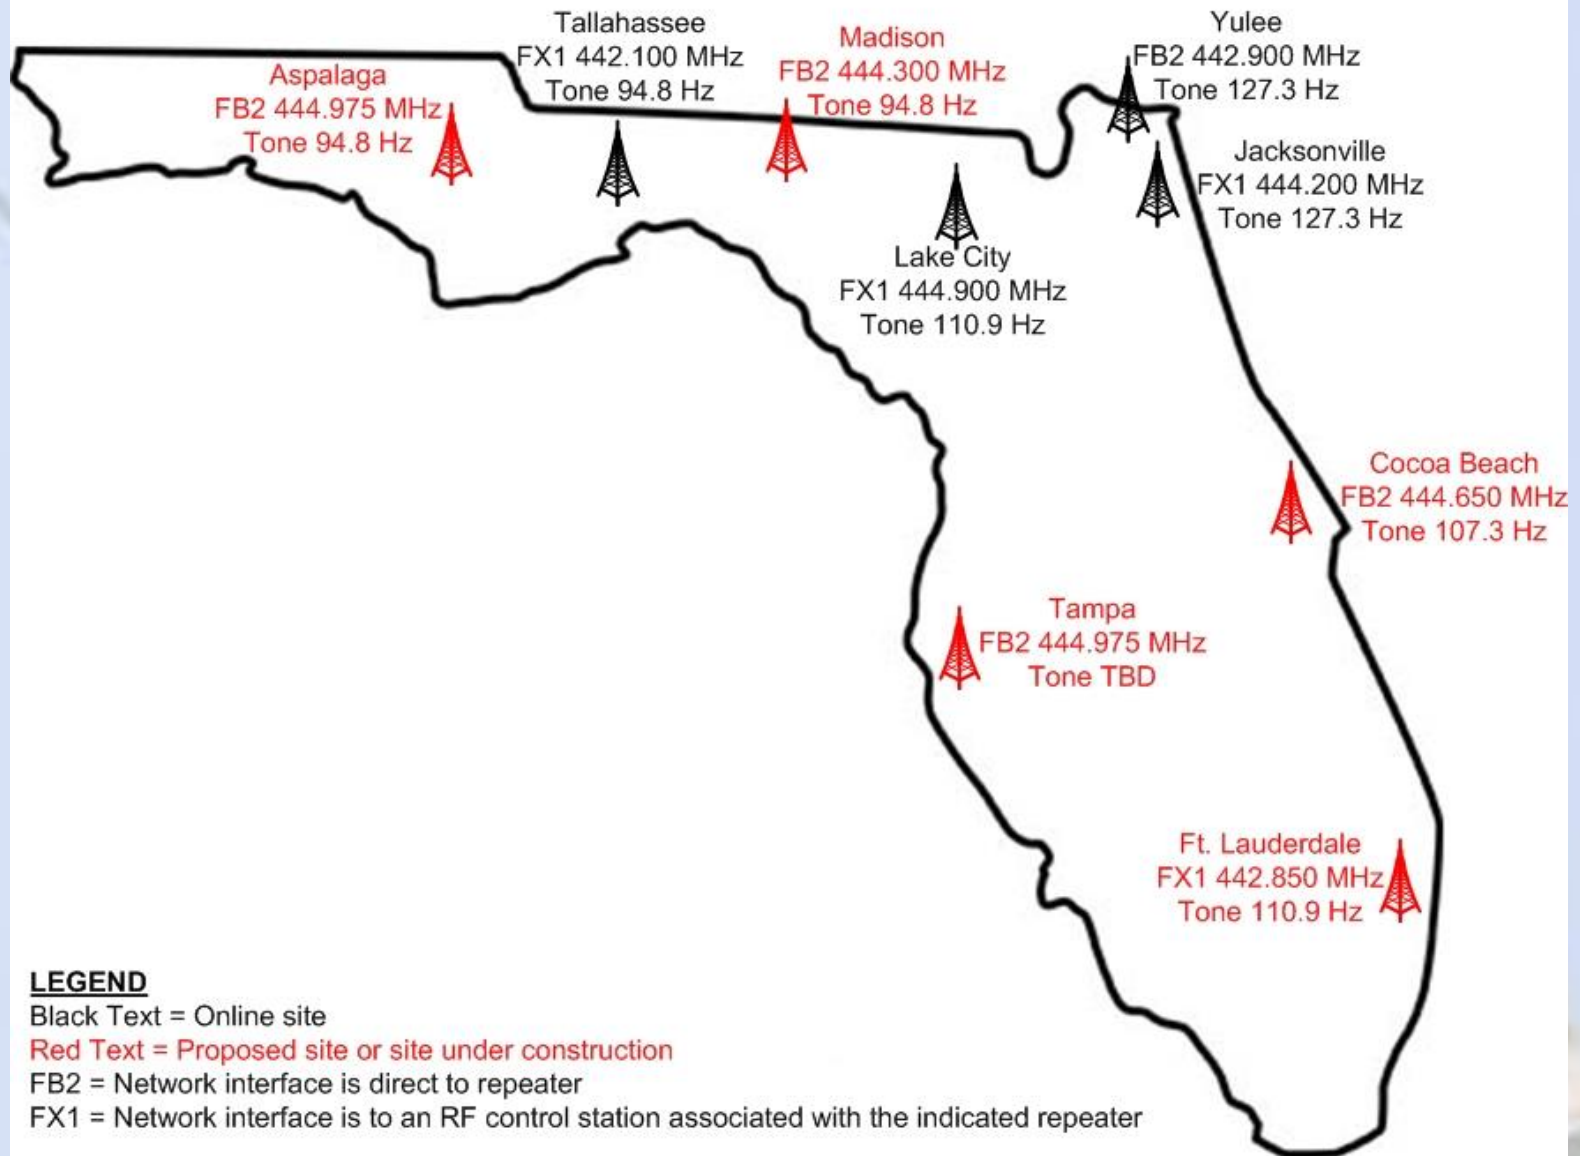 Tallahassee
FX1 442.100 MHz
Tone 94.8 Hz
Madison
FB2 444.300 MHz
Tone 94.8 Hz
Yulee
FB2 442.900 MHz
Tone 127.3 Hz
Aspalaga
FB2 444.975 MHz
Tone 94.8 Hz
Jacksonville
FX1 444.200 MHz
Tone 127.3 Hz
Lake City
FX1 444.900 MHz
Tone 110.9 Hz
Cocoa Beach
FB2 444.650 MHz
Tone 107.3 Hz
Tampa
FB2 444.975 MHz
Tone TBD
Ft. Lauderdale
FX1 442.850 MHz
Tone 110.9 Hz
LEGEND
Black Text = Online site
Red Text = Proposed site or site under construction
FB2 = Network interface is direct to repeater
FX1 = Network interface is to an RF control station associated with the indicated repeater